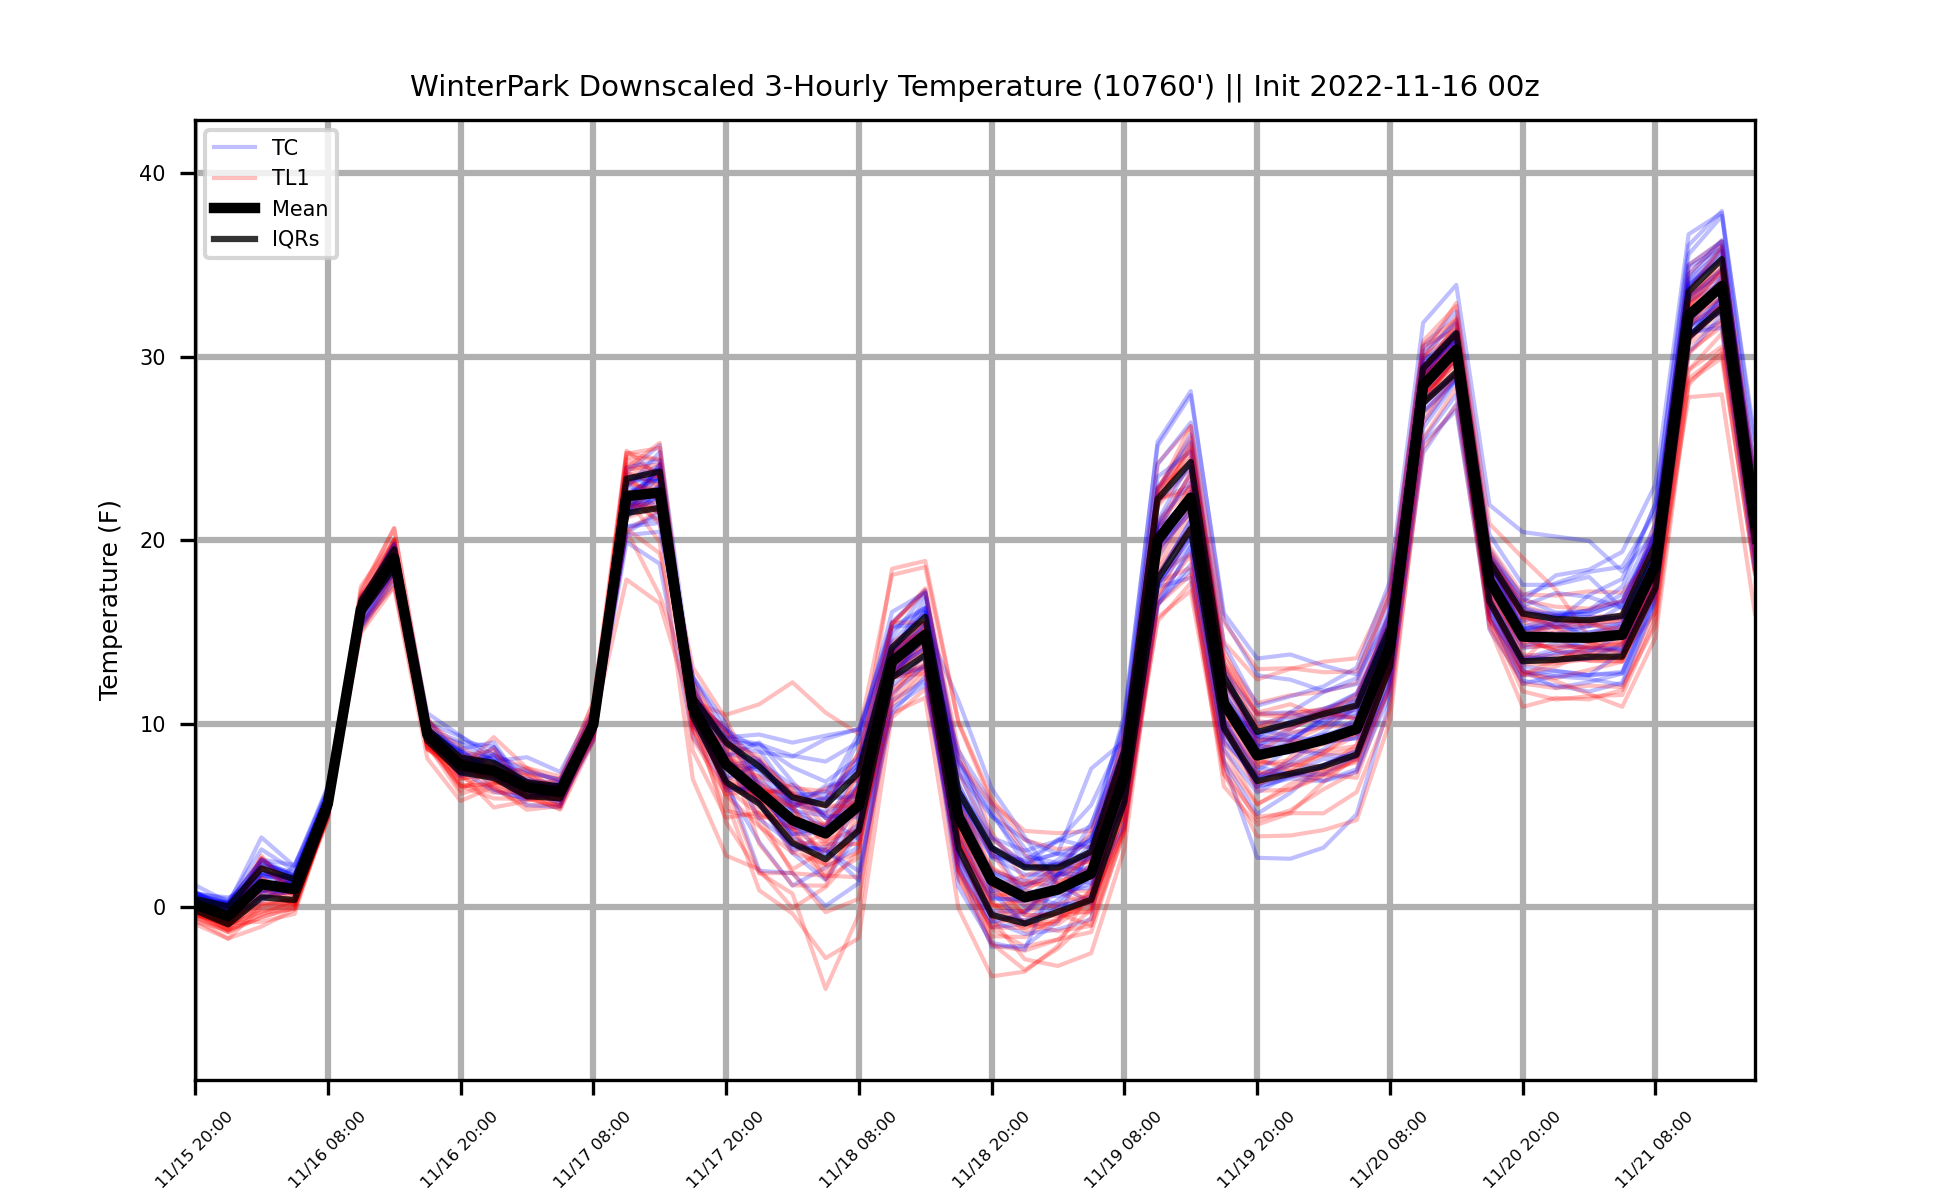 WinterPark Downscaled 3-Hourly Temperature (10760') || Init 2022-11-16 00z
TC
TL1
Mean
IQRs
Temperature (F)
40
30
20
10
0
11/15 20:00
11/16 08:00
11/16 20:00
11/17 08:00
11/17 20:00
11/18 08:00
11/18 20:00
11/19 08:00
11/19 20:00
11/20 08:00
11/20 20:00
11/21 08:00